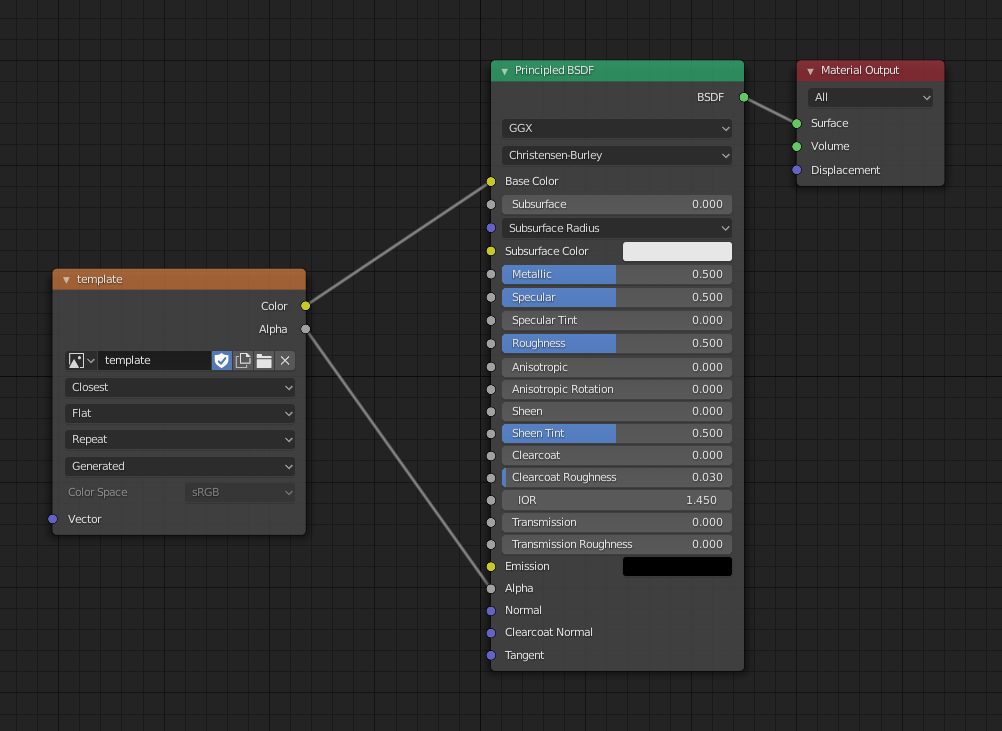 template
Color
Alpha
template
Closest
Flat
Repeat
Generated
Color Space sRGB
Vector
Principled BSDF
BSDF
GGX
Christensen-Burley
Base Color
Subsurface 0.000
Subsurface Radius
Subsurface Color
Metallic 0.500
Specular 0.500
Specular Tint 0.000
Roughness 0.500
Anisotropic 0.000
Anisotropic Rotation 0.000
Sheen 0.000
Sheen Tint 0.500
Clearcoat 0.000
Clearcoat Roughness 0.030
IOR 1.450
Transmission 0.000
Transmission Roughness 0.000
Emission
Alpha
Normal
Clearcoat Normal
Tangent
Material Output
All
Surface
Volume
Displacement